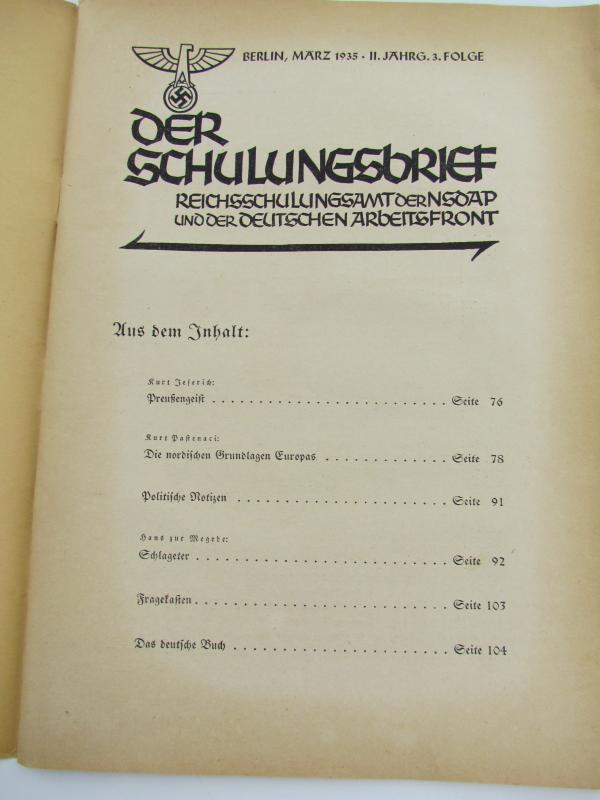 BERLIN, MÄRZ 1935 · II. JAHRG. 3. FOLGE
DER
SCHULUNGSBRIEF
REICHSSCHULUNGSAMT DER NSDAP
UND DER DEUTSCHEN ARBEITSFRONT
Aus dem Inhalt:
Kurt Jeserich:
Preußengeist . . . . . . . . . . . . . . . . . . . . . . . . . Seite 76
Kurt Pastenaci:
Die nordischen Grundlagen Europas . . . . . . . . . . . . . Seite 78
Politische Notizen . . . . . . . . . . . . . . . . . . . . . . . Seite 91
Hans zur Megede:
Schlageter . . . . . . . . . . . . . . . . . . . . . . . . . . . Seite 92
Fragekasten . . . . . . . . . . . . . . . . . . . . . . . . . . . Seite 103
Das deutsche Buch . . . . . . . . . . . . . . . . . . . . . . . Seite 104